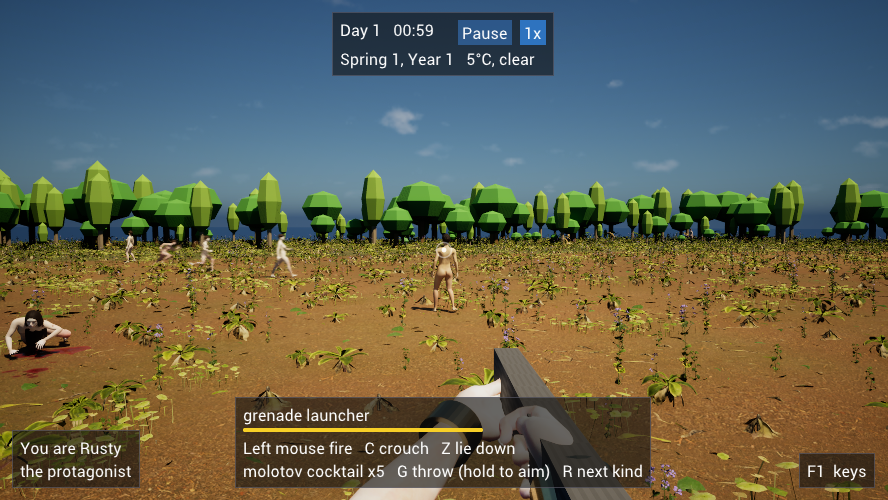 Day 1 00:59 Pause 1x
Spring 1, Year 1 5°C, clear
grenade launcher
Left mouse fire C crouch Z lie down
molotov cocktail x5 G throw (hold to aim) R next kind
You are Rusty
the protagonist
F1 keys